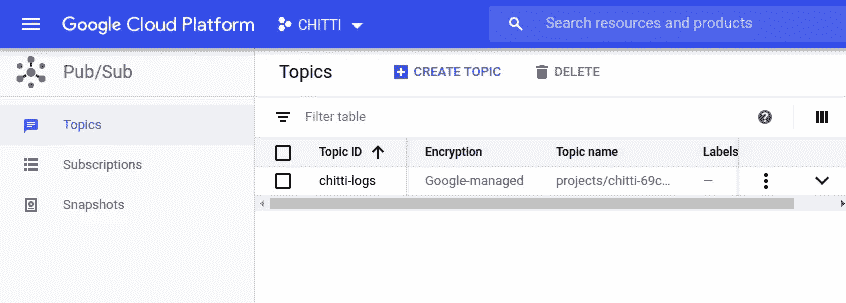 Google Cloud Platform CHITTI Search resources and products
Pub/Sub Topics CREATE TOPIC DELETE
Topics
Subscriptions
Snapshots
Filter table
Topic ID Encryption Topic name Labels
chitti-logs Google-managed projects/chitti-69c... —